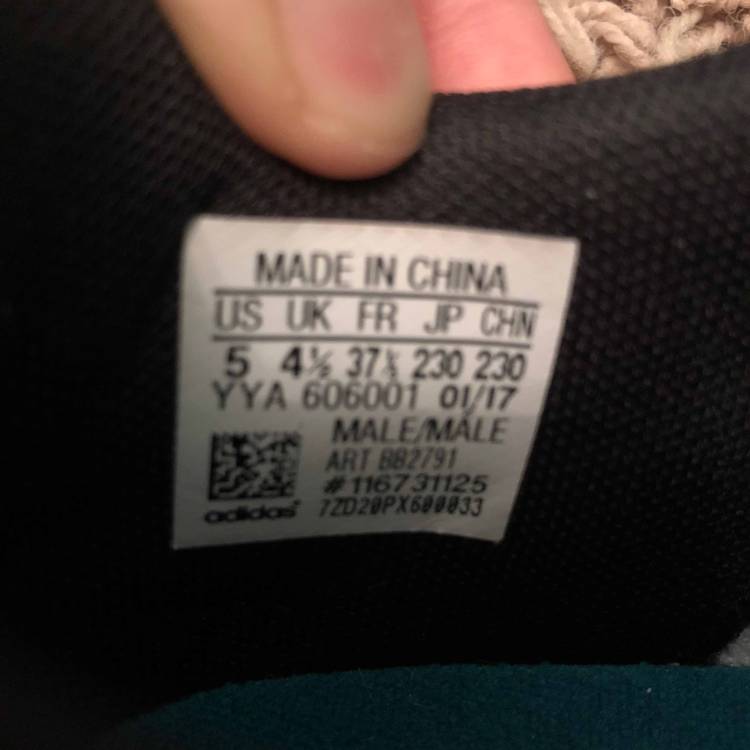 MADE IN CHINA
US UK FR JP CHN
5 4½ 37⅓ 230 230
YYA 606001 01/17
MALE/MÂLE
ART BB2791
#116731125
adidas 7ZD20PX600033